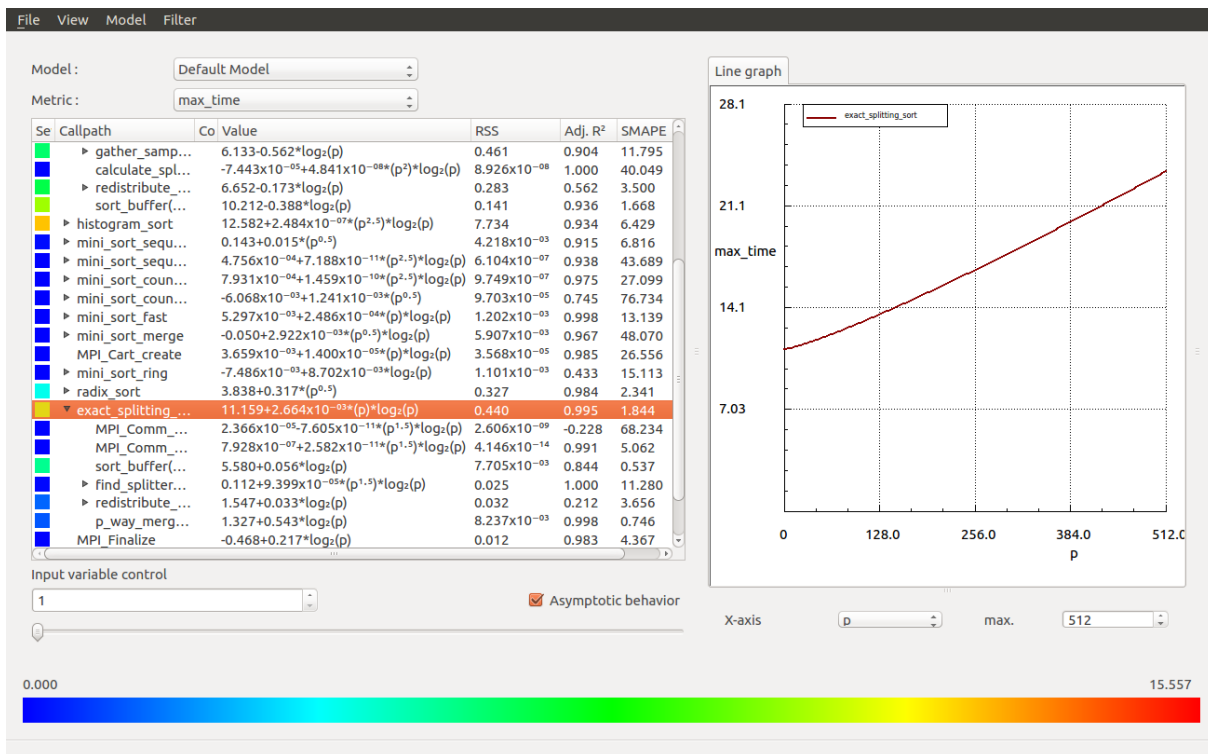 File View Model Filter
Model : Default Model
Metric : max_time
Se Callpath Co Value RSS Adj. R² SMAPE
gather_samp... 6.133-0.562*log₂(p) 0.461 0.904 11.795
calculate_spl... -7.443x10⁻⁰⁵+4.841x10⁻⁰⁸*(p²)*log₂(p) 8.926x10⁻⁰⁸ 1.000 40.049
redistribute_... 6.652-0.173*log₂(p) 0.283 0.562 3.500
sort_buffer(... 10.212-0.388*log₂(p) 0.141 0.936 1.668
histogram_sort 12.582+2.484x10⁻⁰⁷*(p²·⁵)*log₂(p) 7.734 0.934 6.429
mini_sort_sequ... 0.143+0.015*(p⁰·⁵) 4.218x10⁻⁰³ 0.915 6.816
mini_sort_sequ... 4.756x10⁻⁰⁴+7.188x10⁻¹¹*(p²·⁵)*log₂(p) 6.104x10⁻⁰⁷ 0.938 43.689
mini_sort_coun... 7.931x10⁻⁰⁴+1.459x10⁻¹⁰*(p²·⁵)*log₂(p) 9.749x10⁻⁰⁷ 0.975 27.099
mini_sort_coun... -6.068x10⁻⁰³+1.241x10⁻⁰³*(p⁰·⁵) 9.703x10⁻⁰⁵ 0.745 76.734
mini_sort_fast 5.297x10⁻⁰³+2.486x10⁻⁰⁴*(p)*log₂(p) 1.202x10⁻⁰³ 0.998 13.139
mini_sort_merge -0.050+2.922x10⁻⁰³*(p⁰·⁵)*log₂(p) 5.907x10⁻⁰³ 0.967 48.070
MPI_Cart_create 3.659x10⁻⁰³+1.400x10⁻⁰⁵*(p)*log₂(p) 3.568x10⁻⁰⁵ 0.985 26.556
mini_sort_ring -7.486x10⁻⁰³+8.702x10⁻⁰³*log₂(p) 1.101x10⁻⁰³ 0.433 15.113
radix_sort 3.838+0.317*(p⁰·⁵) 0.327 0.984 2.341
exact_splitting_... 11.159+2.664x10⁻⁰³*(p)*log₂(p) 0.440 0.995 1.844
MPI_Comm_... 2.366x10⁻⁰⁵-7.605x10⁻¹¹*(p¹·⁵)*log₂(p) 2.606x10⁻⁰⁹ -0.228 68.234
MPI_Comm_... 7.928x10⁻⁰⁷+2.582x10⁻¹¹*(p¹·⁵)*log₂(p) 4.146x10⁻¹⁴ 0.991 5.062
sort_buffer(... 5.580+0.056*log₂(p) 7.705x10⁻⁰³ 0.844 0.537
find_splitter... 0.112+9.399x10⁻⁰⁵*(p¹·⁵)*log₂(p) 0.025 1.000 11.280
redistribute_... 1.547+0.033*log₂(p) 0.032 0.212 3.656
p_way_merg... 1.327+0.543*log₂(p) 8.237x10⁻⁰³ 0.998 0.746
MPI_Finalize -0.468+0.217*log₂(p) 0.012 0.983 4.367
Input variable control
1
Asymptotic behavior
Line graph
exact_splitting_sort
28.1
21.1
max_time
14.1
7.03
0 128.0 256.0 384.0 512.0
p
X-axis p max. 512
0.000 15.557